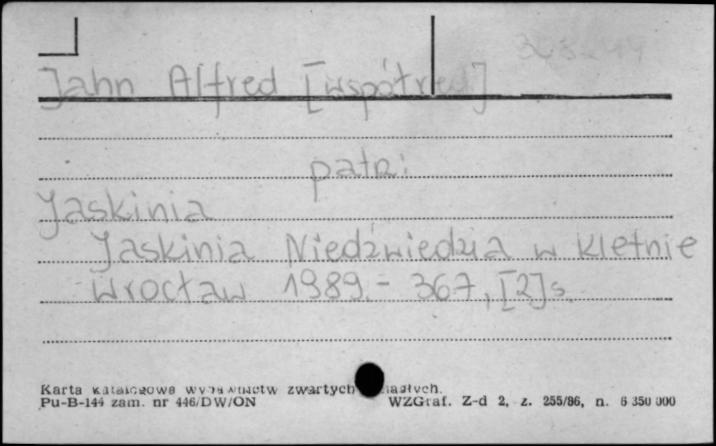 Jahn Alfred [współred]
patrz:
Jaskinia
Jaskinia Niedźwiedzia w Kletnie
Wrocław 1989.- 367, [2]s.
Karta katalogowa wydawnictw zwartych
Pu-B-144 zam. nr 446/DW/ON WZGraf. Z-d 2, z. 255/86, n. 6 350 000